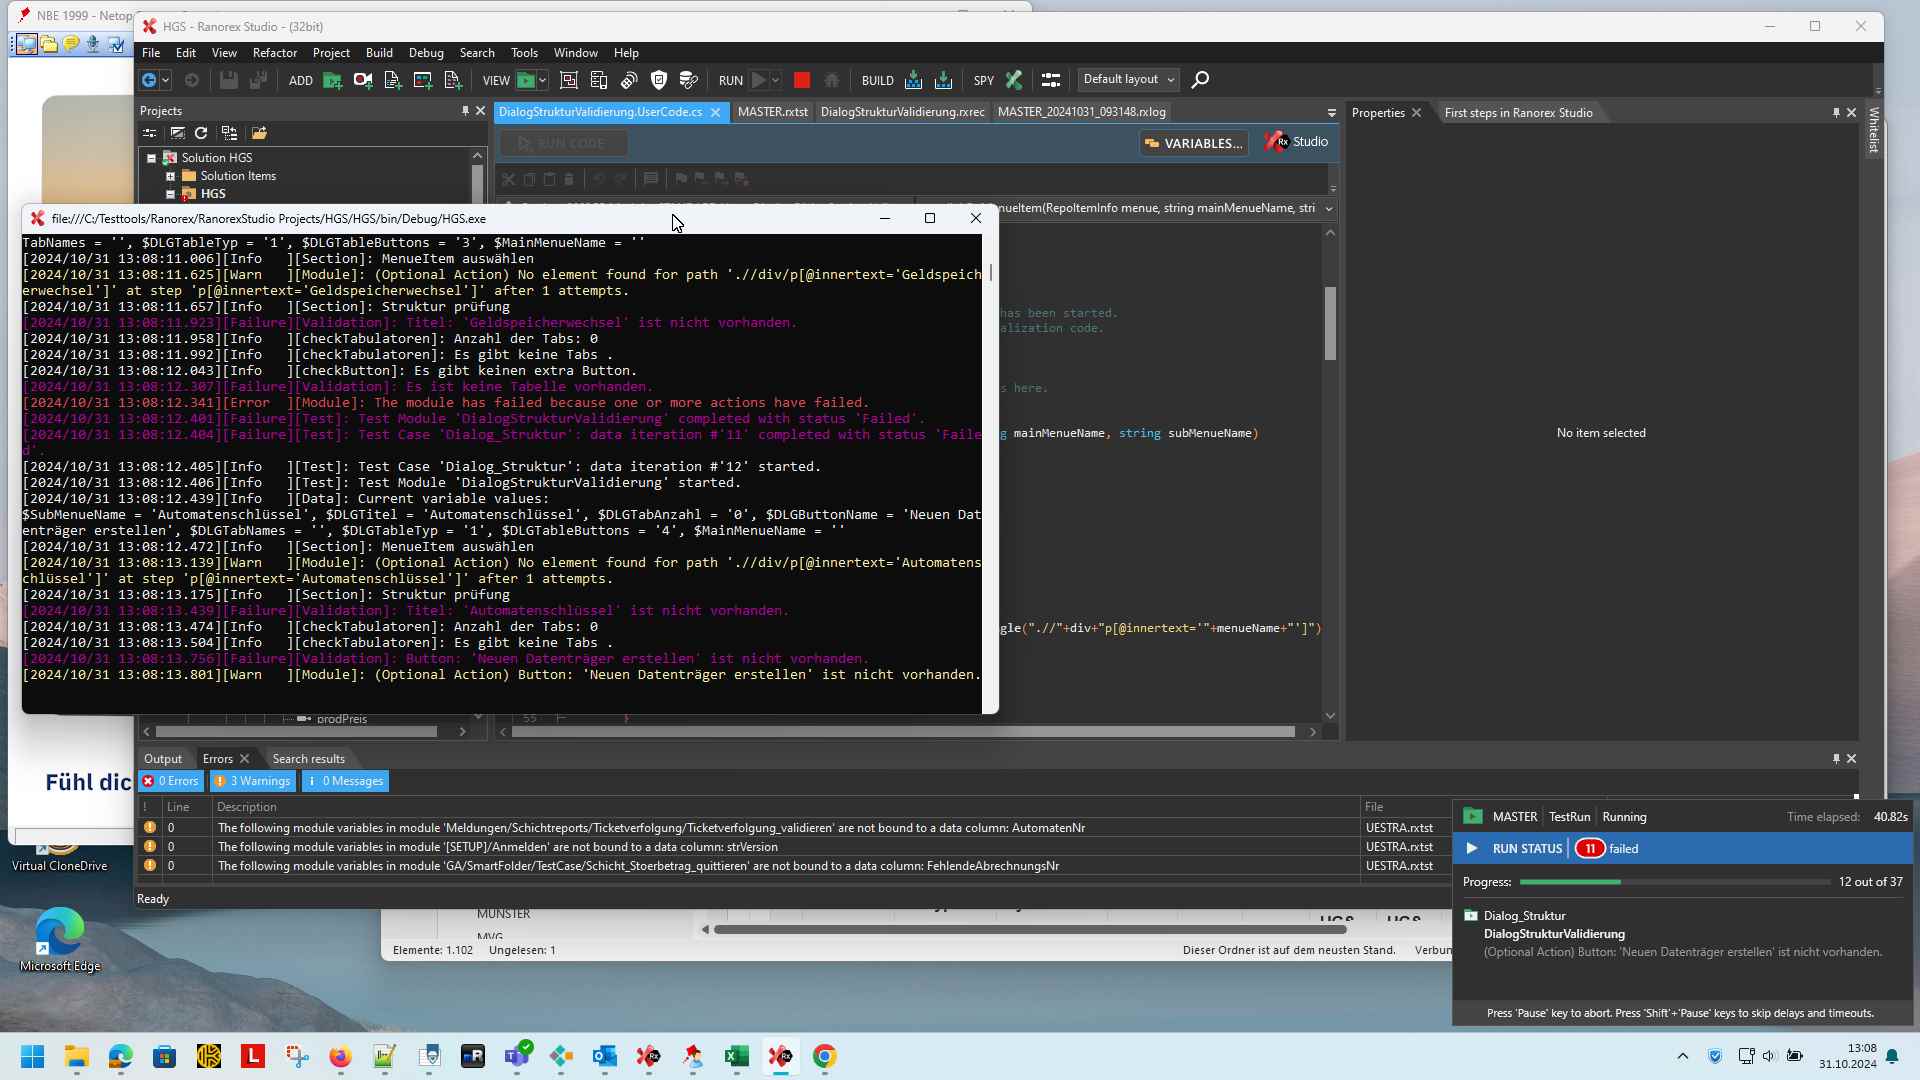 NBE 1999 - Netop
HGS - Ranorex Studio - (32bit)
File Edit View Refactor Project Build Debug Search Tools Window Help
ADD VIEW RUN BUILD SPY Default layout
Projects
DialogStrukturValidierung.UserCode.cs MASTER.rxtst DialogStrukturValidierung.rxrec MASTER_20241031_093148.rxlog
Properties First steps in Ranorex Studio
Whitelist
RUN CODE VARIABLES... Rx Studio
Solution HGS
Solution Items
HGS
nueItem(RepoItemInfo menue, string mainMenueName, stri
file:///C:/Testtools/Ranorex/RanorexStudio Projects/HGS/HGS/bin/Debug/HGS.exe
TabNames = '', $DLGTableTyp = '1', $DLGTableButtons = '3', $MainMenueName = ''
[2024/10/31 13:08:11.006][Info   ][Section]: MenueItem auswählen
[2024/10/31 13:08:11.625][Warn   ][Module]: (Optional Action) No element found for path './/div/p[@innertext='Geldspeich
erwechsel']' at step 'p[@innertext='Geldspeicherwechsel']' after 1 attempts.
[2024/10/31 13:08:11.657][Info   ][Section]: Struktur prüfung
[2024/10/31 13:08:11.923][Failure][Validation]: Titel: 'Geldspeicherwechsel' ist nicht vorhanden.
[2024/10/31 13:08:11.958][Info   ][checkTabulatoren]: Anzahl der Tabs: 0
[2024/10/31 13:08:11.992][Info   ][checkTabulatoren]: Es gibt keine Tabs .
[2024/10/31 13:08:12.043][Info   ][checkButton]: Es gibt keinen extra Button.
[2024/10/31 13:08:12.307][Failure][Validation]: Es ist keine Tabelle vorhanden.
[2024/10/31 13:08:12.341][Error  ][Module]: The module has failed because one or more actions have failed.
[2024/10/31 13:08:12.401][Failure][Test]: Test Module 'DialogStrukturValidierung' completed with status 'Failed'.
[2024/10/31 13:08:12.404][Failure][Test]: Test Case 'Dialog_Struktur': data iteration #'11' completed with status 'Faile
d'.
[2024/10/31 13:08:12.405][Info   ][Test]: Test Case 'Dialog_Struktur': data iteration #'12' started.
[2024/10/31 13:08:12.406][Info   ][Test]: Test Module 'DialogStrukturValidierung' started.
[2024/10/31 13:08:12.439][Info   ][Data]: Current variable values:
$SubMenueName = 'Automatenschlüssel', $DLGTitel = 'Automatenschlüssel', $DLGTabAnzahl = '0', $DLGButtonName = 'Neuen Dat
enträger erstellen', $DLGTabNames = '', $DLGTableTyp = '1', $DLGTableButtons = '4', $MainMenueName = ''
[2024/10/31 13:08:12.472][Info   ][Section]: MenueItem auswählen
[2024/10/31 13:08:13.139][Warn   ][Module]: (Optional Action) No element found for path './/div/p[@innertext='Automatens
chlüssel']' at step 'p[@innertext='Automatenschlüssel']' after 1 attempts.
[2024/10/31 13:08:13.175][Info   ][Section]: Struktur prüfung
[2024/10/31 13:08:13.439][Failure][Validation]: Titel: 'Automatenschlüssel' ist nicht vorhanden.
[2024/10/31 13:08:13.474][Info   ][checkTabulatoren]: Anzahl der Tabs: 0
[2024/10/31 13:08:13.504][Info   ][checkTabulatoren]: Es gibt keine Tabs .
[2024/10/31 13:08:13.756][Failure][Validation]: Button: 'Neuen Datenträger erstellen' ist nicht vorhanden.
[2024/10/31 13:08:13.801][Warn   ][Module]: (Optional Action) Button: 'Neuen Datenträger erstellen' ist nicht vorhanden.
has been started.
alization code.
s here.
g mainMenueName, string subMenueName)
gle(".//"+div+"p[@innertext='"+menueName+"']")
No item selected
prodPreis
55
Output Errors Search results
0 Errors 3 Warnings 0 Messages
! Line Description File
0 The following module variables in module 'Meldungen/Schichtreports/Ticketverfolgung/Ticketverfolgung_validieren' are not bound to a data column: AutomatenNr UESTRA.rxtst
0 The following module variables in module '[SETUP]/Anmelden' are not bound to a data column: strVersion UESTRA.rxtst
0 The following module variables in module 'GA/SmartFolder/TestCase/Schicht_Stoerbetrag_quittieren' are not bound to a data column: FehlendeAbrechnungsNr UESTRA.rxtst
Ready
Fühl dic
Virtual CloneDrive
Microsoft Edge
MÜNSTER
MVG
HGS HGS
Elemente: 1.102 Ungelesen: 1 Dieser Ordner ist auf dem neusten Stand. Verbun
MASTER TestRun Running Time elapsed: 40.82s
RUN STATUS 11 failed
Progress: 12 out of 37
Dialog_Struktur
DialogStrukturValidierung
(Optional Action) Button: 'Neuen Datenträger erstellen' ist nicht vorhanden.
Press 'Pause' key to abort. Press 'Shift'+'Pause' keys to skip delays and timeouts.
13:08
31.10.2024